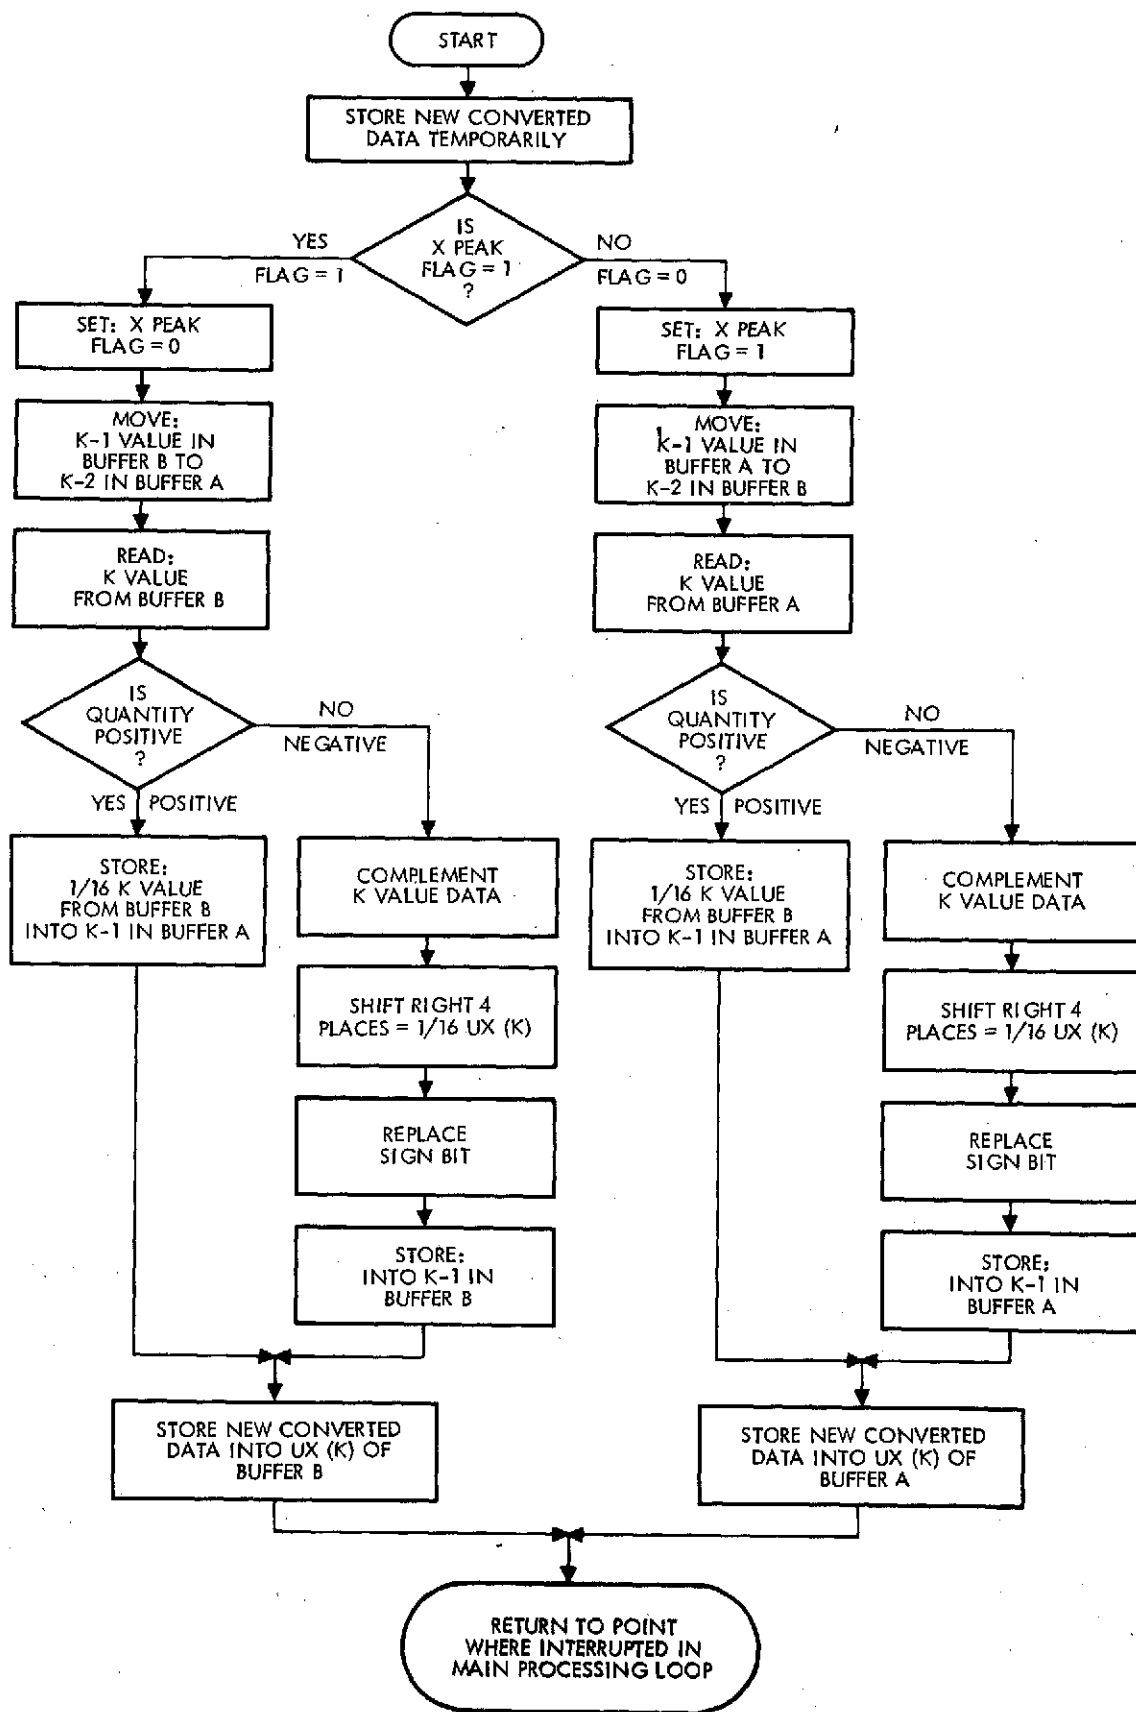 START
STORE NEW CONVERTED
DATA TEMPORARILY
IS
X PEAK
FLAG = 1
?
YES
FLAG = 1
NO
FLAG = 0
SET: X PEAK
FLAG = 0
MOVE:
K-1 VALUE IN
BUFFER B TO
K-2 IN BUFFER A
READ:
K VALUE
FROM BUFFER B
IS
QUANTITY
POSITIVE
?
NO
NEGATIVE
YES POSITIVE
STORE:
1/16 K VALUE
FROM BUFFER B
INTO K-1 IN BUFFER A
COMPLEMENT
K VALUE DATA
SHIFT RIGHT 4
PLACES = 1/16 UX (K)
REPLACE
SIGN BIT
STORE:
INTO K-1 IN
BUFFER B
STORE NEW CONVERTED
DATA INTO UX (K) OF
BUFFER B
SET: X PEAK
FLAG = 1
MOVE:
K-1 VALUE IN
BUFFER A TO
K-2 IN BUFFER B
READ:
K VALUE
FROM BUFFER A
IS
QUANTITY
POSITIVE
?
NO
NEGATIVE
YES POSITIVE
STORE:
1/16 K VALUE
FROM BUFFER B
INTO K-1 IN BUFFER A
COMPLEMENT
K VALUE DATA
SHIFT RIGHT 4
PLACES = 1/16 UX (K)
REPLACE
SIGN BIT
STORE:
INTO K-1 IN
BUFFER A
STORE NEW CONVERTED
DATA INTO UX (K) OF
BUFFER A
RETURN TO POINT
WHERE INTERRUPTED IN
MAIN PROCESSING LOOP